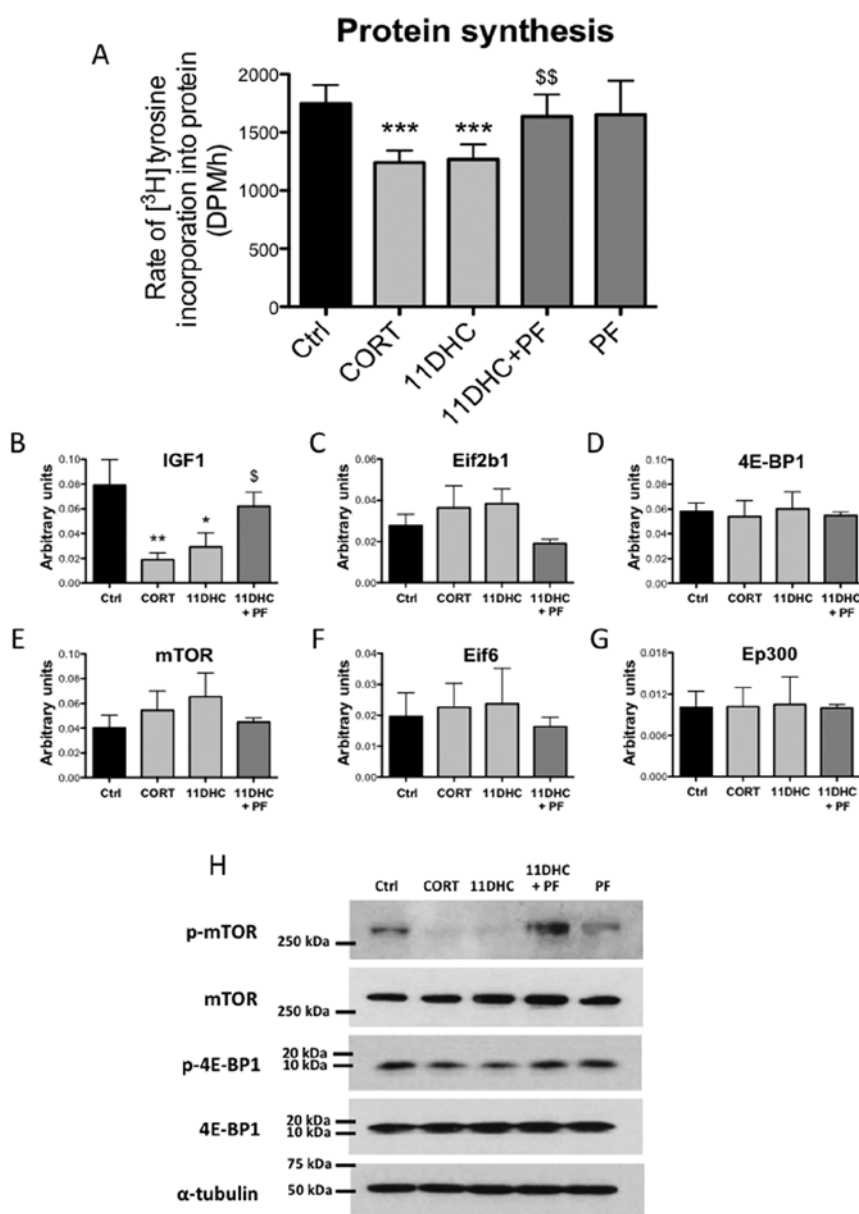 A
Protein synthesis
Rate of [³H] tyrosine
incorporation into protein
(DPM/h)
2000
1500
1000
500
0
***
***
$$
Ctrl
CORT
11DHC
11DHC+PF
PF
B
IGF1
Arbitrary units
0.10
0.08
0.06
0.04
0.02
0.00
**
*
$
Ctrl CORT 11DHC 11DHC
+ PF
C
Eif2b1
Arbitrary units
0.06
0.04
0.02
0.00
Ctrl CORT 11DHC 11DHC
+ PF
D
4E-BP1
Arbitrary units
0.10
0.08
0.06
0.04
0.02
0.00
Ctrl CORT 11DHC 11DHC
+ PF
E
mTOR
Arbitrary units
0.10
0.08
0.06
0.04
0.02
0.00
Ctrl CORT 11DHC 11DHC
+ PF
F
Eif6
Arbitrary units
0.04
0.03
0.02
0.01
0.00
Ctrl CORT 11DHC 11DHC
+ PF
G
Ep300
Arbitrary units
0.018
0.012
0.006
0.000
Ctrl CORT 11DHC 11DHC
+ PF
H
Ctrl CORT 11DHC 11DHC
+ PF PF
p-mTOR
250 kDa
mTOR
250 kDa
p-4E-BP1
20 kDa
10 kDa
4E-BP1
20 kDa
10 kDa
α-tubulin
75 kDa
50 kDa